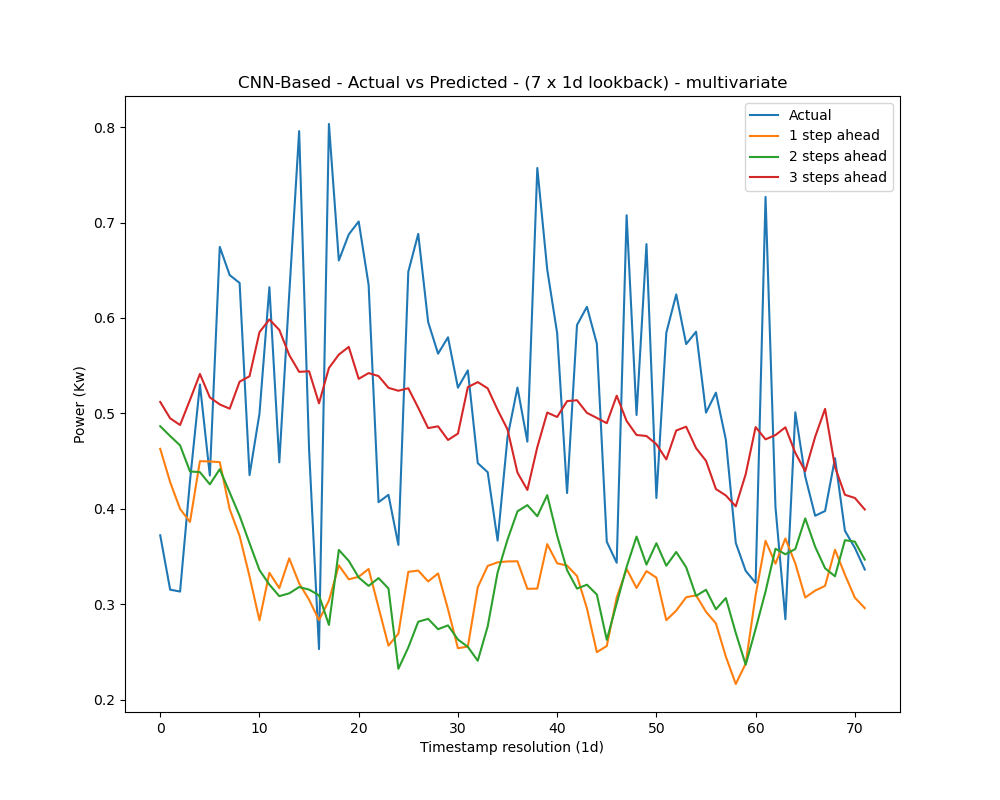 CNN-Based - Actual vs Predicted - (7 x 1d lookback) - multivariate
Actual
1 step ahead
2 steps ahead
3 steps ahead
0.8
0.7
0.6
0.5
0.4
0.3
0.2
Power (Kw)
0 10 20 30 40 50 60 70
Timestamp resolution (1d)